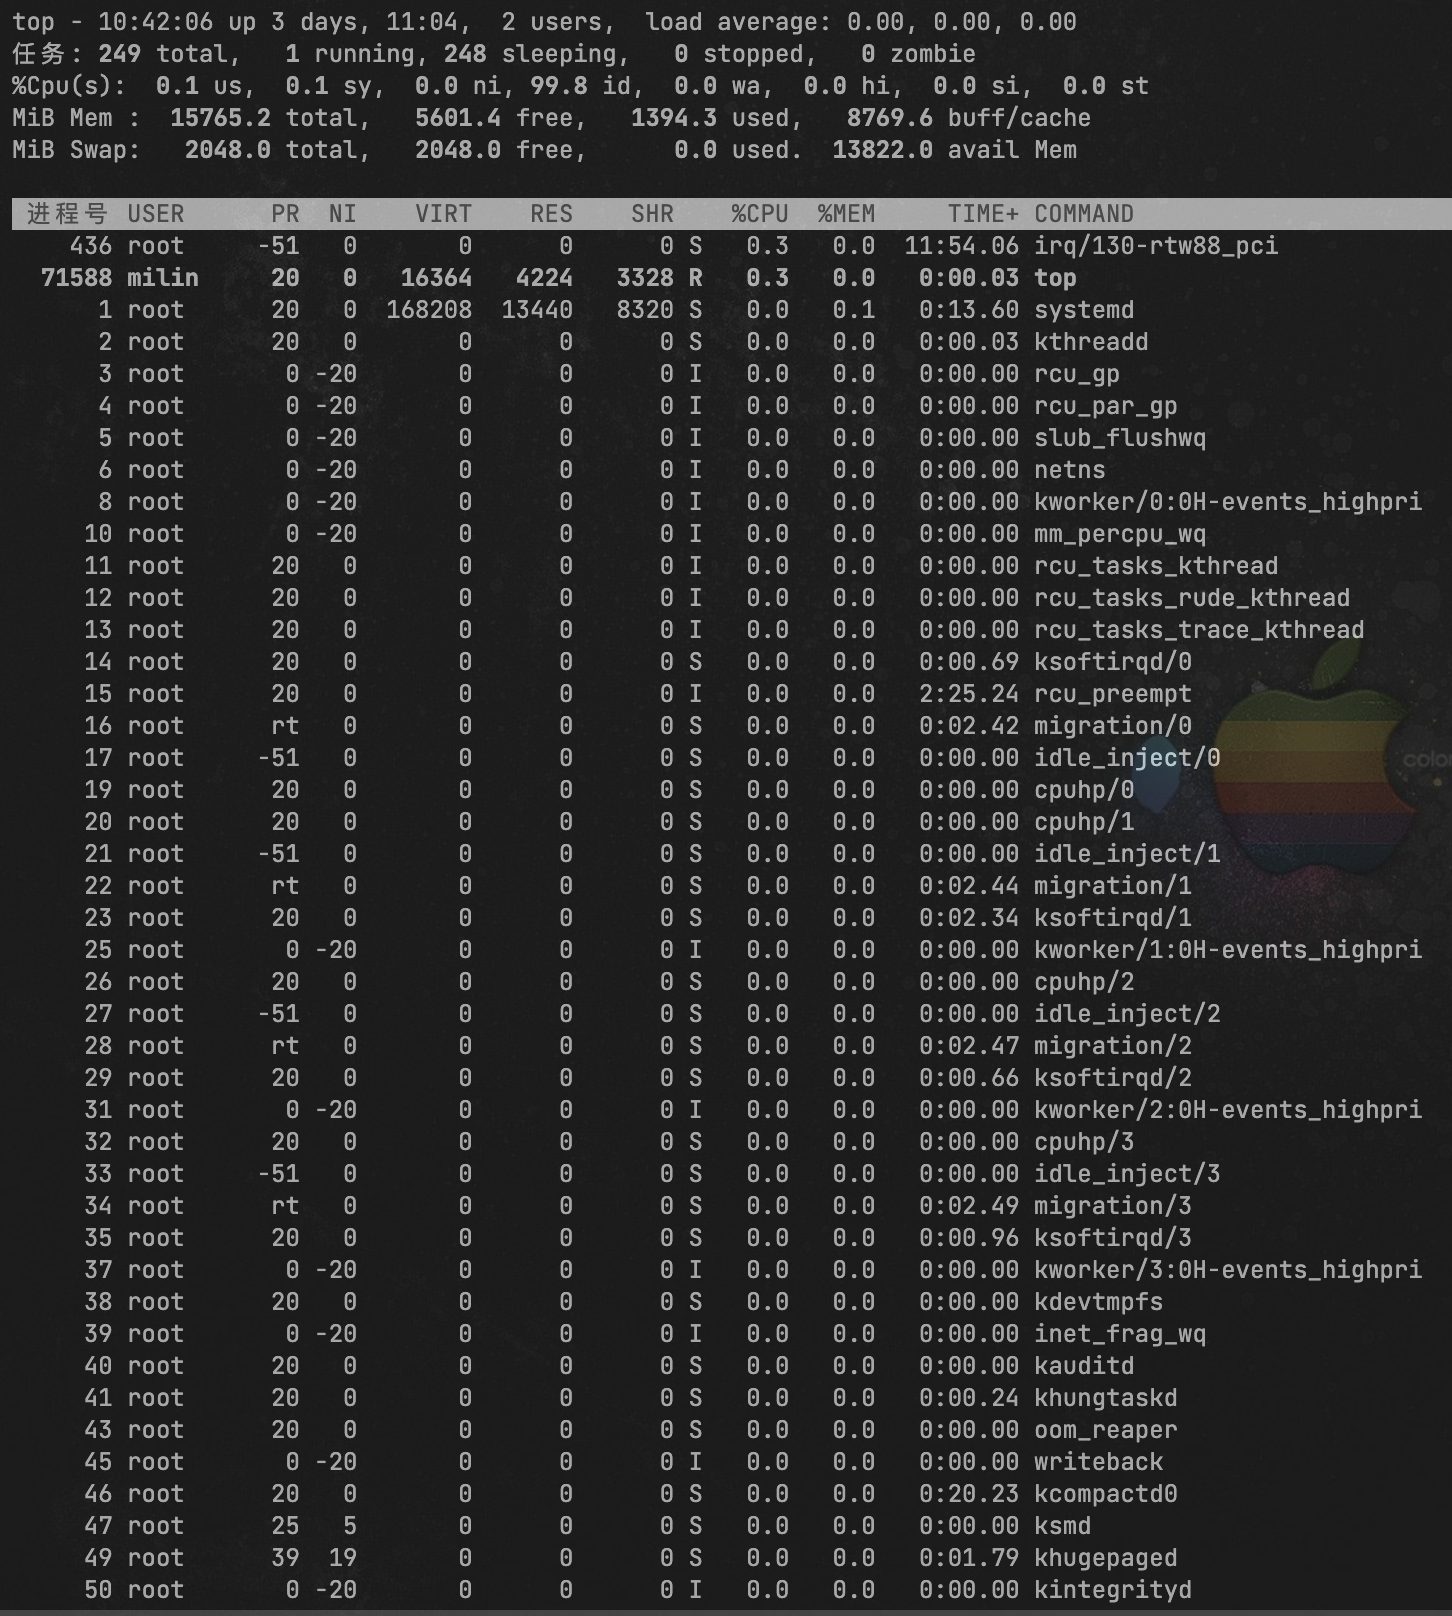 top - 10:42:06 up 3 days, 11:04,  2 users,  load average: 0.00, 0.00, 0.00
任务: 249 total,   1 running, 248 sleeping,   0 stopped,   0 zombie
%Cpu(s):  0.1 us,  0.1 sy,  0.0 ni, 99.8 id,  0.0 wa,  0.0 hi,  0.0 si,  0.0 st
MiB Mem :  15765.2 total,   5601.4 free,   1394.3 used,   8769.6 buff/cache
MiB Swap:   2048.0 total,   2048.0 free,      0.0 used.  13822.0 avail Mem
进程号 USER      PR  NI    VIRT    RES    SHR    %CPU  %MEM     TIME+ COMMAND
436 root     -51   0       0      0      0 S   0.3   0.0  11:54.06 irq/130-rtw88_pci
71588 milin     20   0   16364   4224   3328 R   0.3   0.0   0:00.03 top
1 root      20   0  168208  13440   8320 S   0.0   0.1   0:13.60 systemd
2 root      20   0       0      0      0 S   0.0   0.0   0:00.03 kthreadd
3 root       0 -20       0      0      0 I   0.0   0.0   0:00.00 rcu_gp
4 root       0 -20       0      0      0 I   0.0   0.0   0:00.00 rcu_par_gp
5 root       0 -20       0      0      0 I   0.0   0.0   0:00.00 slub_flushwq
6 root       0 -20       0      0      0 I   0.0   0.0   0:00.00 netns
8 root       0 -20       0      0      0 I   0.0   0.0   0:00.00 kworker/0:0H-events_highpri
10 root       0 -20       0      0      0 I   0.0   0.0   0:00.00 mm_percpu_wq
11 root      20   0       0      0      0 I   0.0   0.0   0:00.00 rcu_tasks_kthread
12 root      20   0       0      0      0 I   0.0   0.0   0:00.00 rcu_tasks_rude_kthread
13 root      20   0       0      0      0 I   0.0   0.0   0:00.00 rcu_tasks_trace_kthread
14 root      20   0       0      0      0 S   0.0   0.0   0:00.69 ksoftirqd/0
15 root      20   0       0      0      0 I   0.0   0.0   2:25.24 rcu_preempt
16 root      rt   0       0      0      0 S   0.0   0.0   0:02.42 migration/0
17 root     -51   0       0      0      0 S   0.0   0.0   0:00.00 idle_inject/0
19 root      20   0       0      0      0 S   0.0   0.0   0:00.00 cpuhp/0
20 root      20   0       0      0      0 S   0.0   0.0   0:00.00 cpuhp/1
21 root     -51   0       0      0      0 S   0.0   0.0   0:00.00 idle_inject/1
22 root      rt   0       0      0      0 S   0.0   0.0   0:02.44 migration/1
23 root      20   0       0      0      0 S   0.0   0.0   0:02.34 ksoftirqd/1
25 root       0 -20       0      0      0 I   0.0   0.0   0:00.00 kworker/1:0H-events_highpri
26 root      20   0       0      0      0 S   0.0   0.0   0:00.00 cpuhp/2
27 root     -51   0       0      0      0 S   0.0   0.0   0:00.00 idle_inject/2
28 root      rt   0       0      0      0 S   0.0   0.0   0:02.47 migration/2
29 root      20   0       0      0      0 S   0.0   0.0   0:00.66 ksoftirqd/2
31 root       0 -20       0      0      0 I   0.0   0.0   0:00.00 kworker/2:0H-events_highpri
32 root      20   0       0      0      0 S   0.0   0.0   0:00.00 cpuhp/3
33 root     -51   0       0      0      0 S   0.0   0.0   0:00.00 idle_inject/3
34 root      rt   0       0      0      0 S   0.0   0.0   0:02.49 migration/3
35 root      20   0       0      0      0 S   0.0   0.0   0:00.96 ksoftirqd/3
37 root       0 -20       0      0      0 I   0.0   0.0   0:00.00 kworker/3:0H-events_highpri
38 root      20   0       0      0      0 S   0.0   0.0   0:00.00 kdevtmpfs
39 root       0 -20       0      0      0 I   0.0   0.0   0:00.00 inet_frag_wq
40 root      20   0       0      0      0 S   0.0   0.0   0:00.00 kauditd
41 root      20   0       0      0      0 S   0.0   0.0   0:00.24 khungtaskd
43 root      20   0       0      0      0 S   0.0   0.0   0:00.00 oom_reaper
45 root       0 -20       0      0      0 I   0.0   0.0   0:00.00 writeback
46 root      20   0       0      0      0 S   0.0   0.0   0:20.23 kcompactd0
47 root      25   5       0      0      0 S   0.0   0.0   0:00.00 ksmd
49 root      39  19       0      0      0 S   0.0   0.0   0:01.79 khugepaged
50 root       0 -20       0      0      0 I   0.0   0.0   0:00.00 kintegrityd